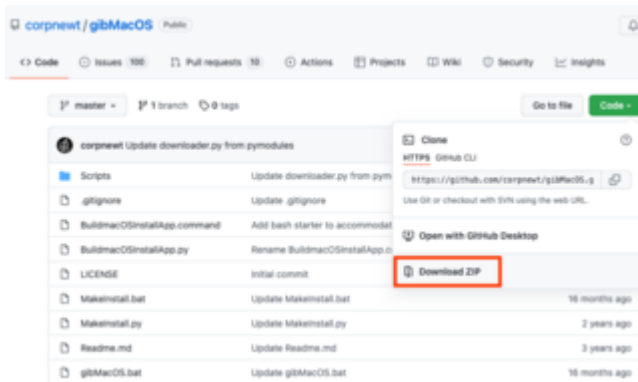 corpnewt / gibMacOS Public
Code Issues 100 Pull requests 10 Actions Projects Wiki Security Insights
master 1 branch 0 tags Go to file Code
corpnewt Update downloader.py from pymodules
Clone
HTTPS GitHub CLI
https://github.com/corpnewt/gibMacOS.g
Use Git or checkout with SVN using the web URL.
Open with GitHub Desktop
Download ZIP
Scripts Update downloader.py from pym
.gitignore Update .gitignore
BuildmacOSInstallApp.command Add bash starter to accommodat
BuildmacOSInstallApp.py Rename BuildmacOSInstallApp.c
LICENSE Initial commit
MakeInstall.bat Update MakeInstall.bat 16 months ago
MakeInstall.py Update MakeInstall.py 2 years ago
Readme.md Update Readme.md 3 years ago
gibMacOS.bat Update gibMacOS.bat 16 months ago